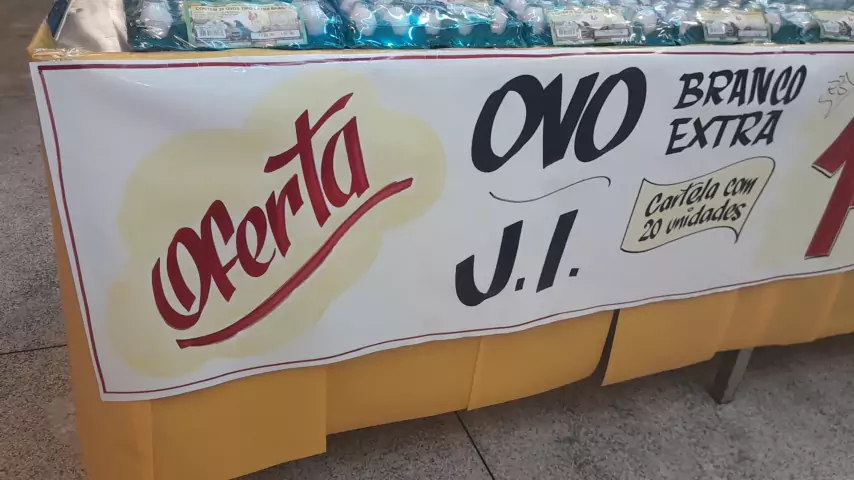 Oferta
OVO
BRANCO
EXTRA
J.I.
Cartela com
20 unidades